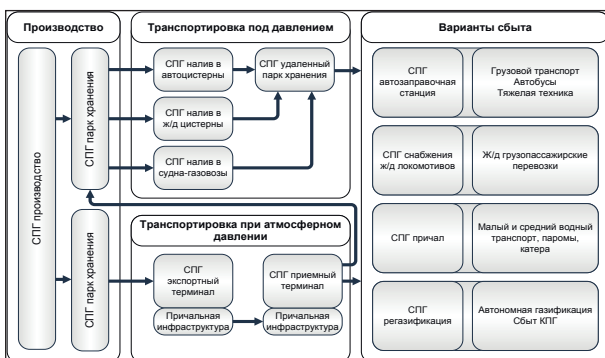 Производство
СПГ производство
СПГ парк хранения
СПГ парк хранения
Транспортировка под давлением
СПГ налив в
автоцистерны
СПГ удаленный
парк хранения
СПГ налив в
ж/д цистерны
СПГ налив в
судна-газовозы
Транспортировка при атмосферном
давлении
СПГ
экспортный
терминал
СПГ приемный
терминал
Причальная
инфраструктура
Причальная
инфраструктура
Варианты сбыта
СПГ
автозаправочная
станция
Грузовой транспорт
Автобусы
Тяжелая техника
СПГ снабжения
ж/д локомотивов
Ж/д грузопассажирские
перевозки
СПГ причал
Малый и средний водный
транспорт, паромы,
катера
СПГ
регазификация
Автономная газификация
Сбыт КПГ